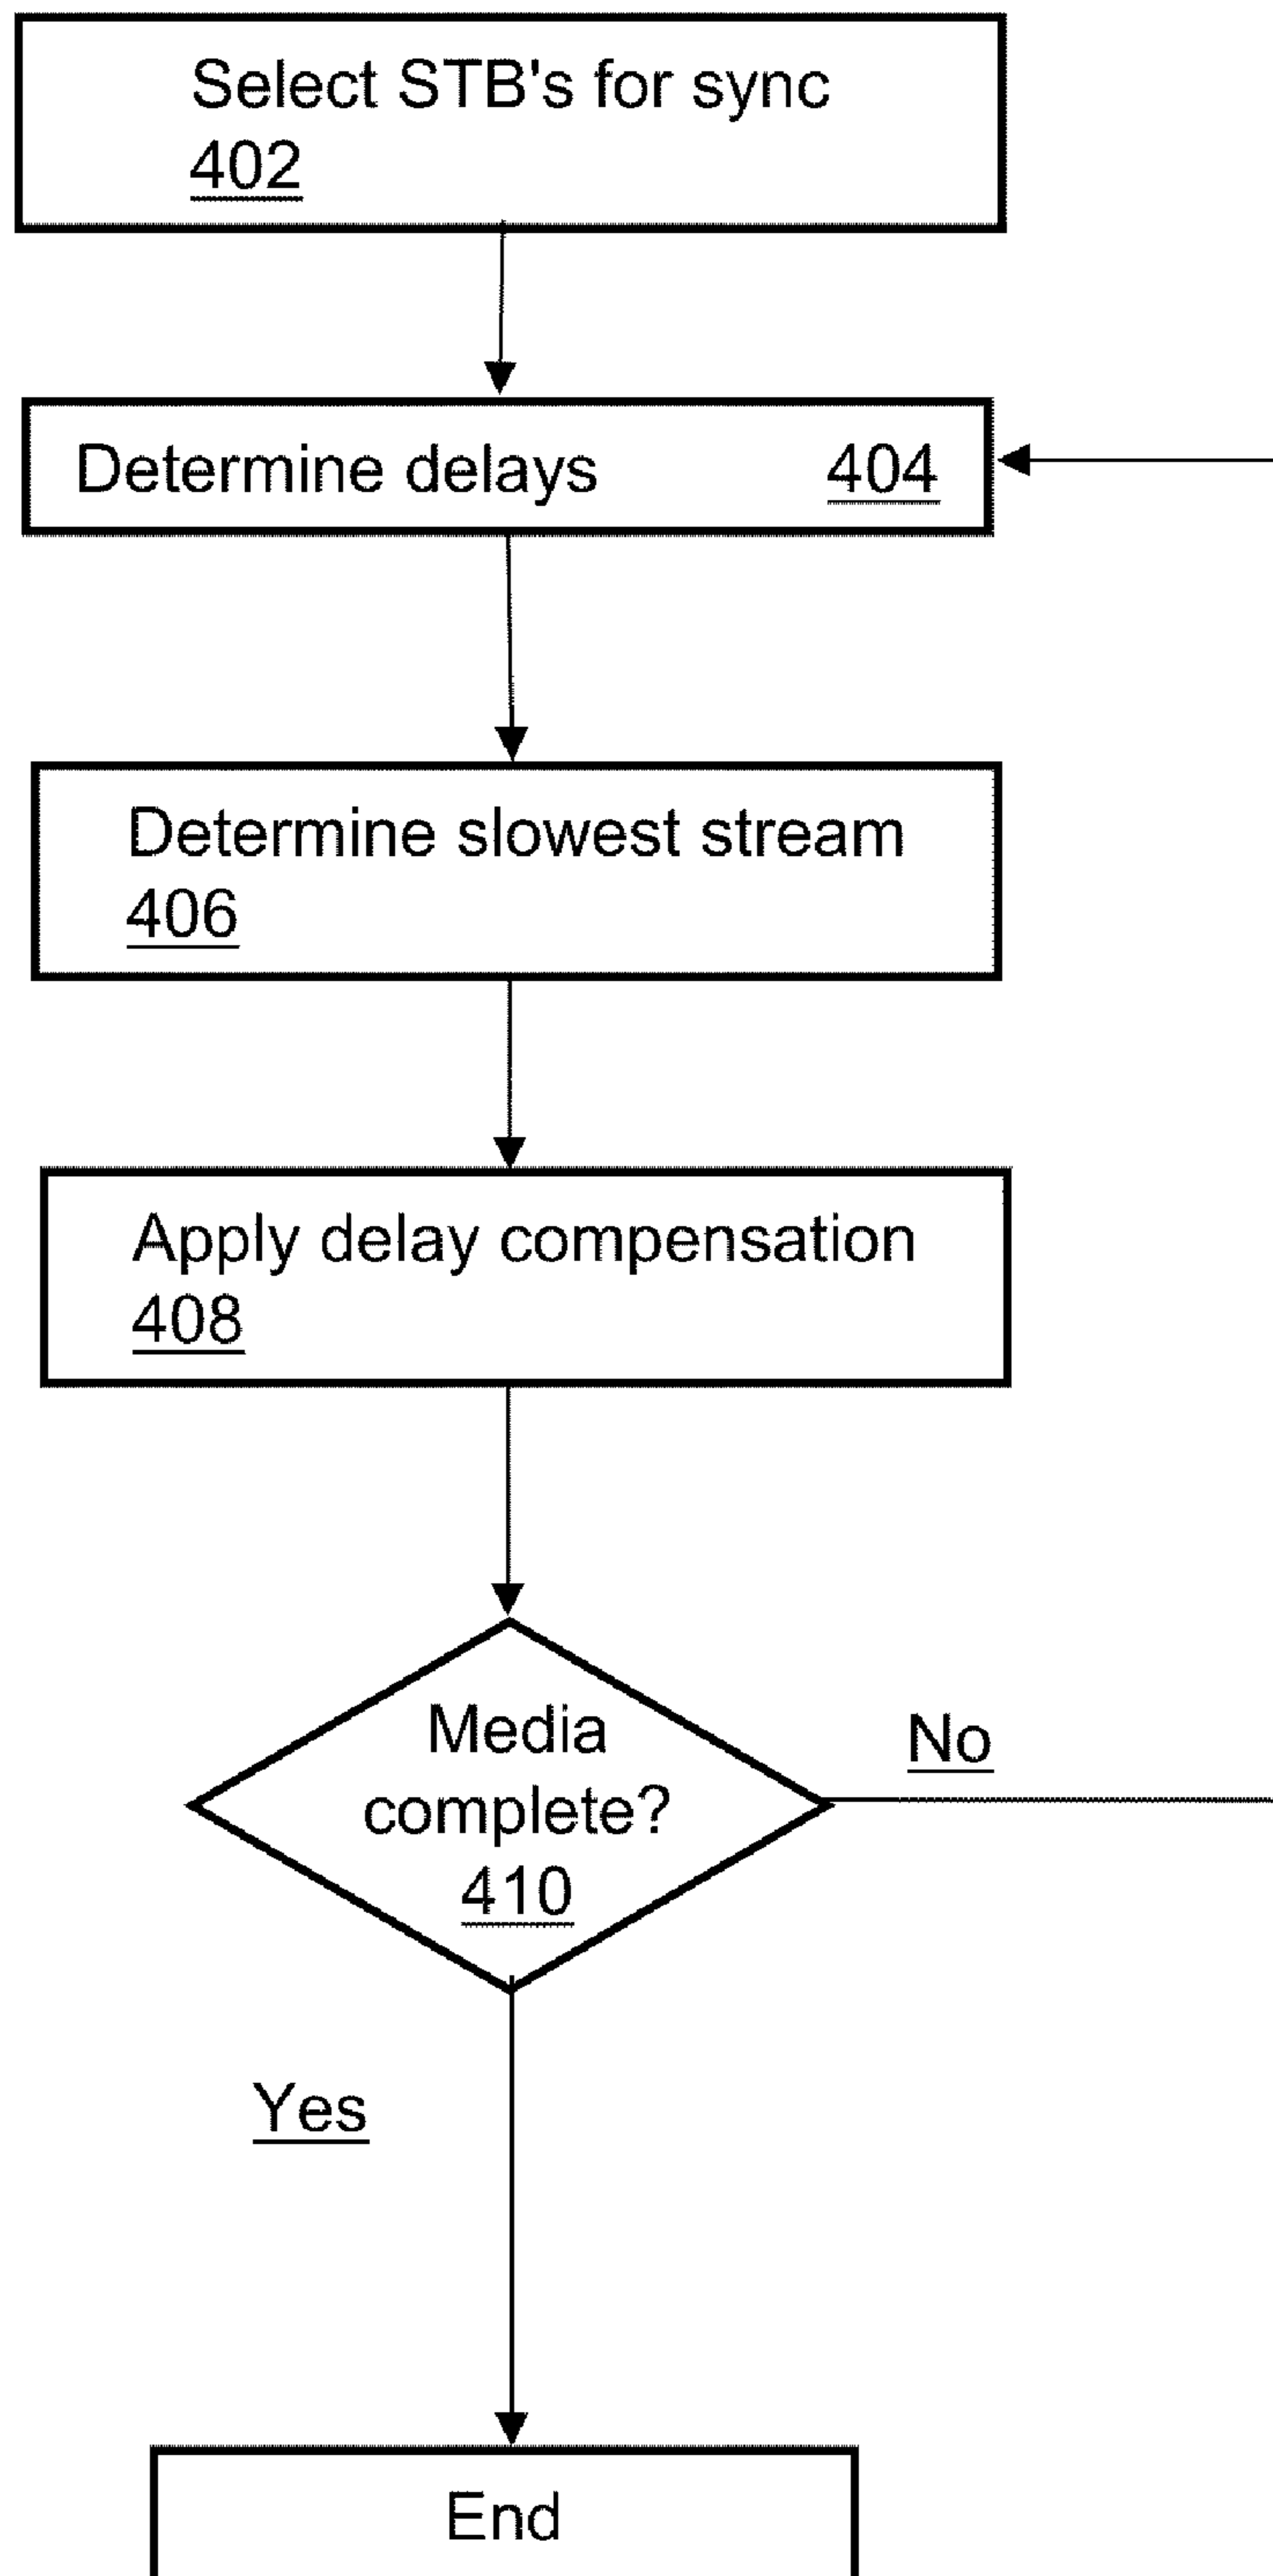 Select STB's for sync
402
Determine delays 404
Determine slowest stream
406
Apply delay compensation
408
Media
complete?
410
No
Yes
End